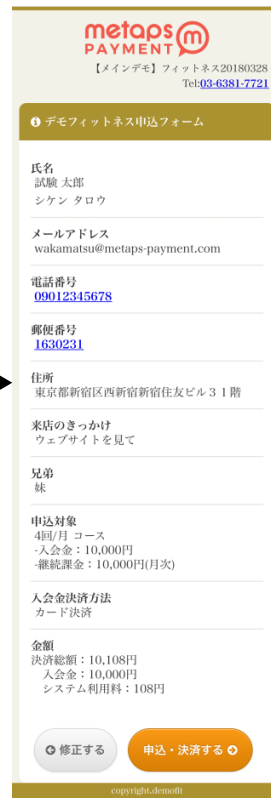 metaps
PAYMENT
【メインデモ】フィットネス20180328
Tel:03-6381-7721
デモフィットネス申込フォーム
氏名
試験 太郎
シケン タロウ
メールアドレス
wakamatsu@metaps-payment.com
電話番号
09012345678
郵便番号
1630231
住所
東京都新宿区西新宿新宿住友ビル３１階
来店のきっかけ
ウェブサイトを見て
兄弟
妹
申込対象
4回/月 コース
-入会金：10,000円
-継続課金：10,000円(月次)
入会金決済方法
カード決済
金額
決済総額：10,108円
入会金：10,000円
システム利用料：108円
修正する
申込・決済する
copyright.demofit